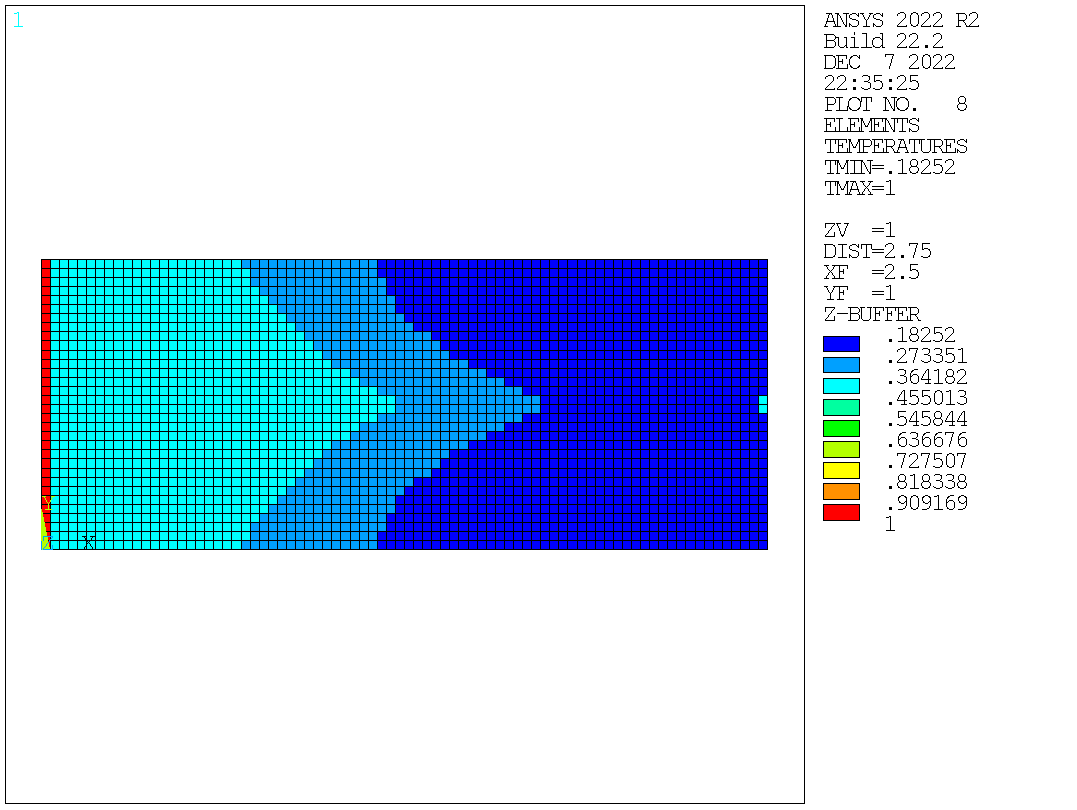 1
ANSYS 2022 R2
Build 22.2
DEC  7 2022
22:35:25
PLOT NO.   8
ELEMENTS
TEMPERATURES
TMIN=.18252
TMAX=1
ZV  =1
DIST=2.75
XF  =2.5
YF  =1
Z-BUFFER
.18252
.273351
.364182
.455013
.545844
.636676
.727507
.818338
.909169
1
Y
Z X